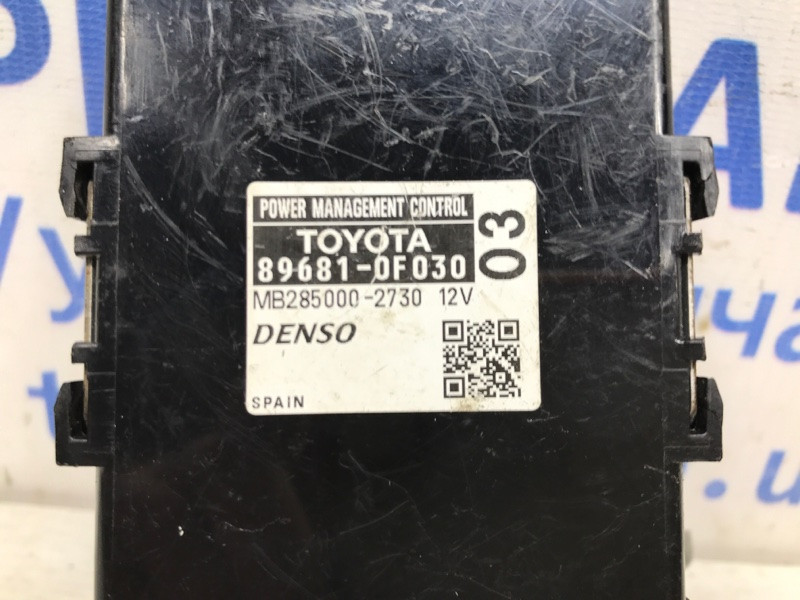 POWER MANAGEMENT CONTROL
TOYOTA
89681-0F030
03
MB285000-2730 12V
DENSO
SPAIN